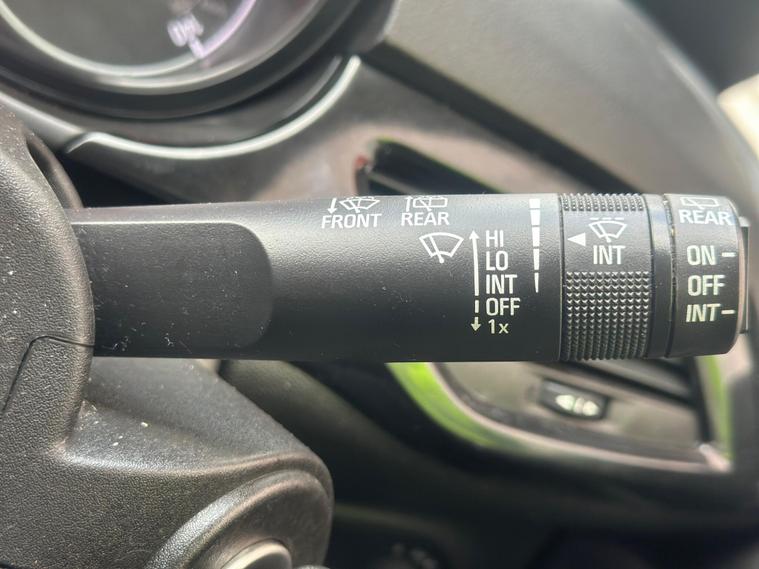 FRONT
REAR
HI
LO
INT
OFF
1x
INT
REAR
ON
OFF
INT